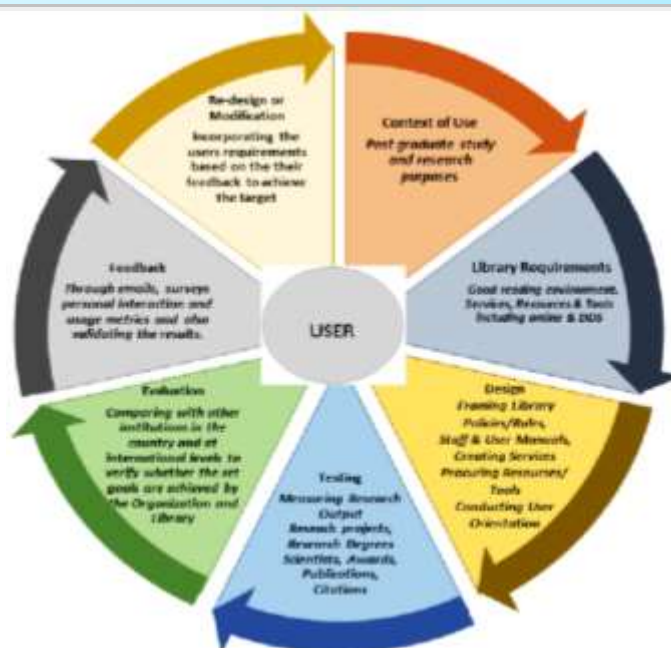 Context of Use
Post graduate study
and research
purposes
Library Requirements
Good reading environment,
Services, Resources & Tools
including online & DDS
Design
Framing Library
Policies/Rules,
Staff & User Manuals,
Creating Services
Procuring Resources/
Tools
Conducting User
Orientation
Testing
Measuring Research
Output
Research projects,
Research Degrees
Scientists, Awards,
Publications,
Citations
Evaluation
Comparing with other
institutions in the
country and at
international levels to
verify whether the set
goals are achieved by
the Organization and
Library
Feedback
Through emails, surveys
personal interaction and
usage metrics and also
validating the results.
Re-design or
Modification
Incorporating the
users requirements
based on the their
feedback to achieve
the target
USER